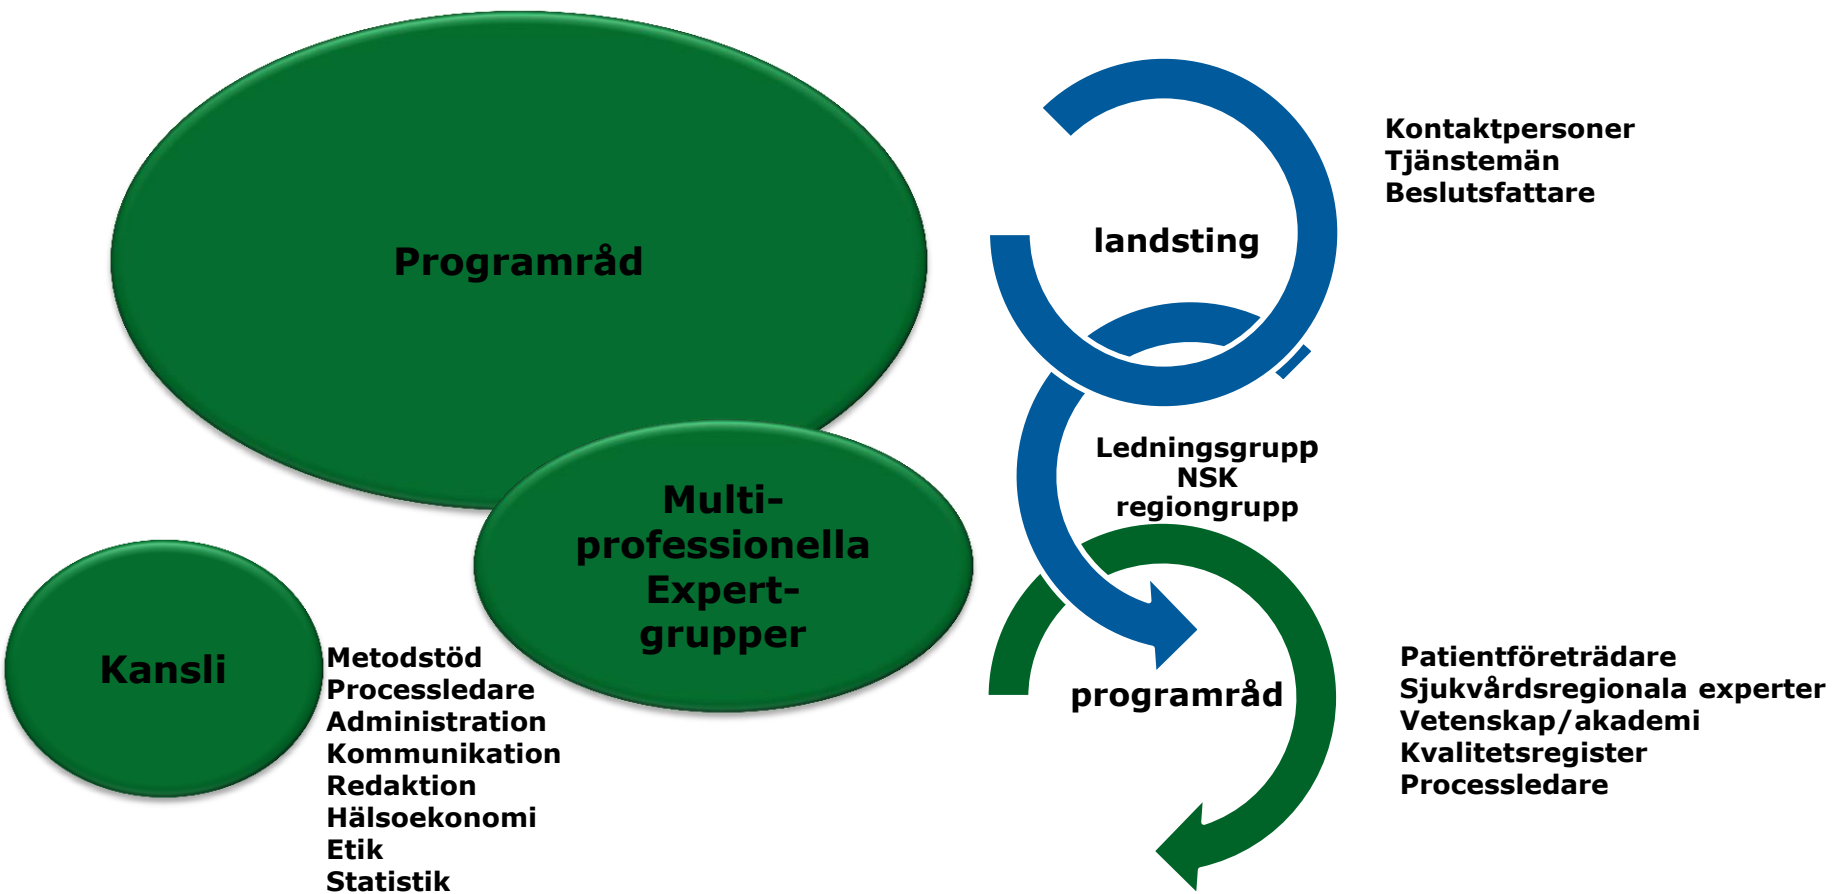 Programråd
Multi-
professionella
Expert-
grupper
Kansli
Metodstöd
Processledare
Administration
Kommunikation
Redaktion
Hälsoekonomi
Etik
Statistik
landsting
Kontaktpersoner
Tjänstemän
Beslutsfattare
Ledningsgrupp
NSK
regiongrupp
programråd
Patientföreträdare
Sjukvårdsregionala experter
Vetenskap/akademi
Kvalitetsregister
Processledare